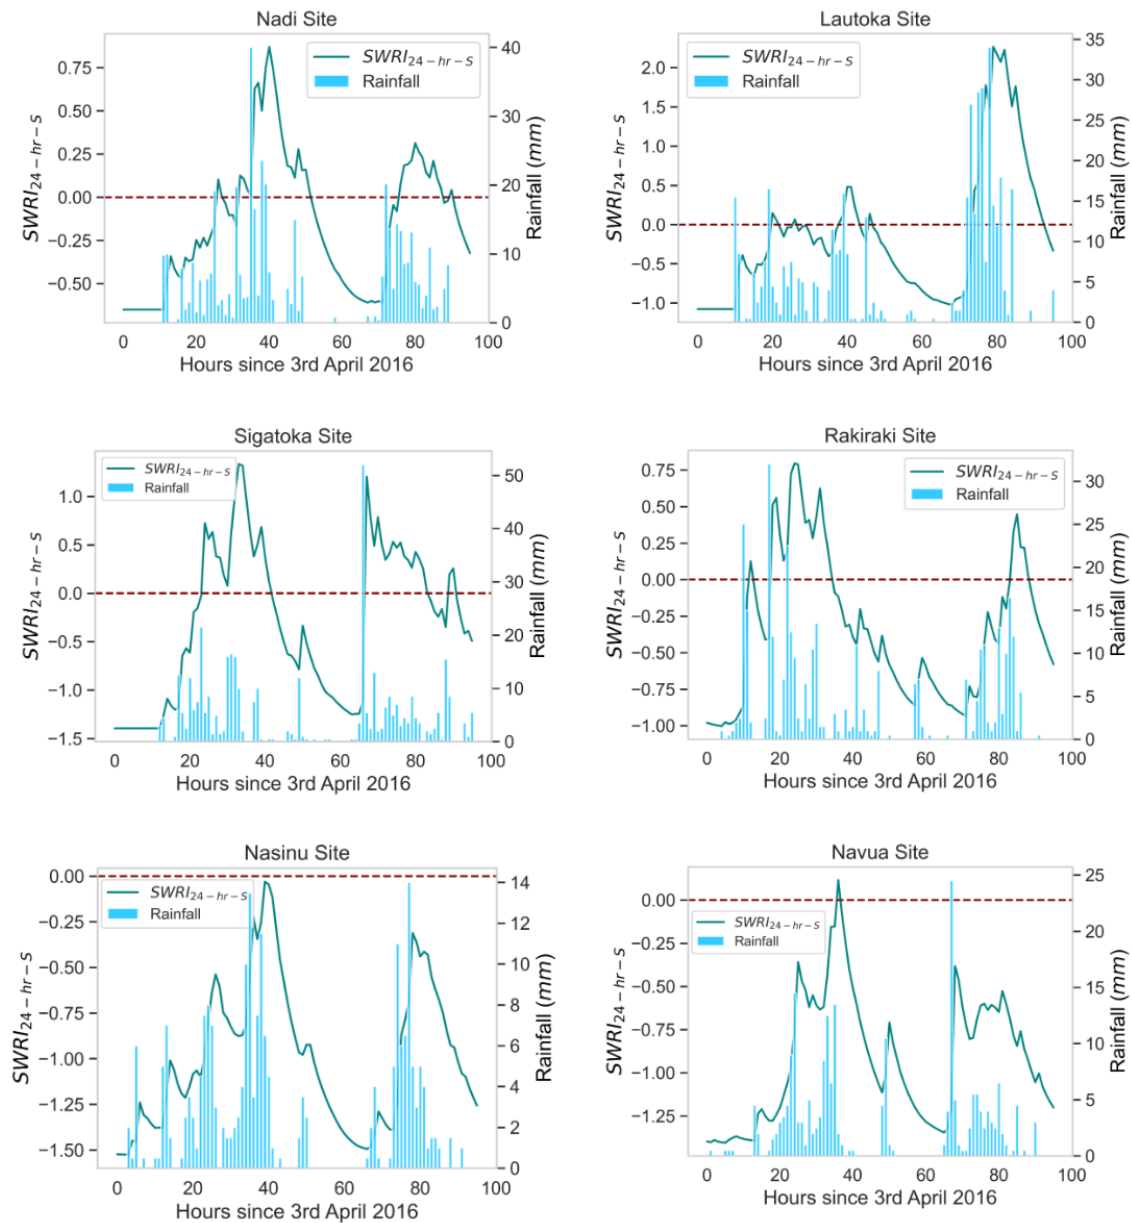 Nadi Site
SWRI24-hr-S
Rainfall
0.75
0.50
0.25
0.00
−0.25
−0.50
SWRI24-hr-S
40
30
20
10
0
Rainfall (mm)
0 20 40 60 80 100
Hours since 3rd April 2016
Lautoka Site
SWRI24-hr-S
Rainfall
2.0
1.5
1.0
0.5
0.0
−0.5
−1.0
SWRI24-hr-S
35
30
25
20
15
10
5
0
Rainfall (mm)
0 20 40 60 80 100
Hours since 3rd April 2016
Sigatoka Site
SWRI24-hr-S
Rainfall
1.0
0.5
0.0
−0.5
−1.0
−1.5
SWRI24-hr-S
50
40
30
20
10
0
Rainfall (mm)
0 20 40 60 80 100
Hours since 3rd April 2016
Rakiraki Site
SWRI24-hr-S
Rainfall
0.75
0.50
0.25
0.00
−0.25
−0.50
−0.75
−1.00
SWRI24-hr-S
30
25
20
15
10
5
0
Rainfall (mm)
0 20 40 60 80 100
Hours since 3rd April 2016
Nasinu Site
SWRI24-hr-S
Rainfall
0.00
−0.25
−0.50
−0.75
−1.00
−1.25
−1.50
SWRI24-hr-S
14
12
10
8
6
4
2
0
Rainfall (mm)
0 20 40 60 80 100
Hours since 3rd April 2016
Navua Site
SWRI24-hr-S
Rainfall
0.00
−0.25
−0.50
−0.75
−1.00
−1.25
SWRI24-hr-S
25
20
15
10
5
0
Rainfall (mm)
0 20 40 60 80 100
Hours since 3rd April 2016